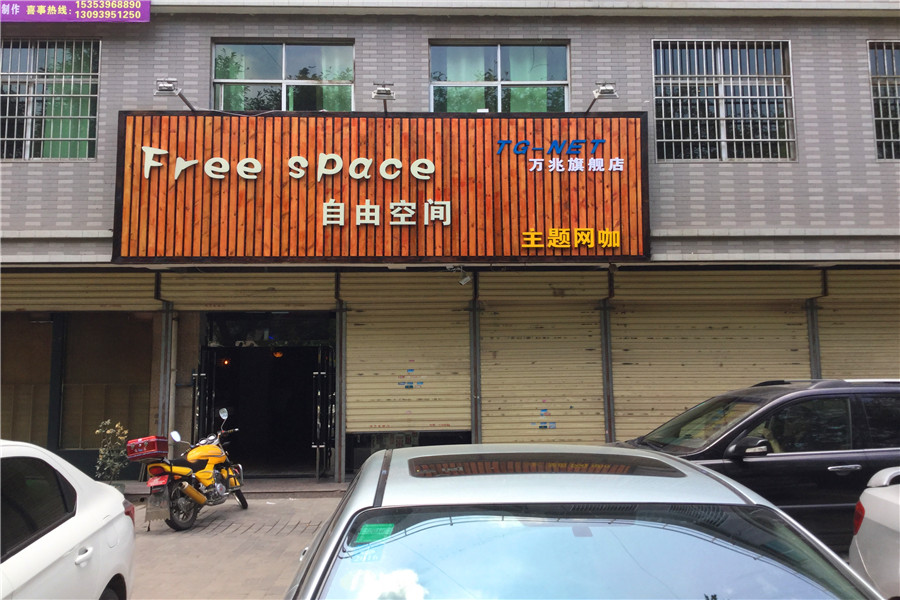 制作 喜事热线：15353968890
13093951250
Free space
自由空间
TG-NET
万兆旗舰店
主题网咖